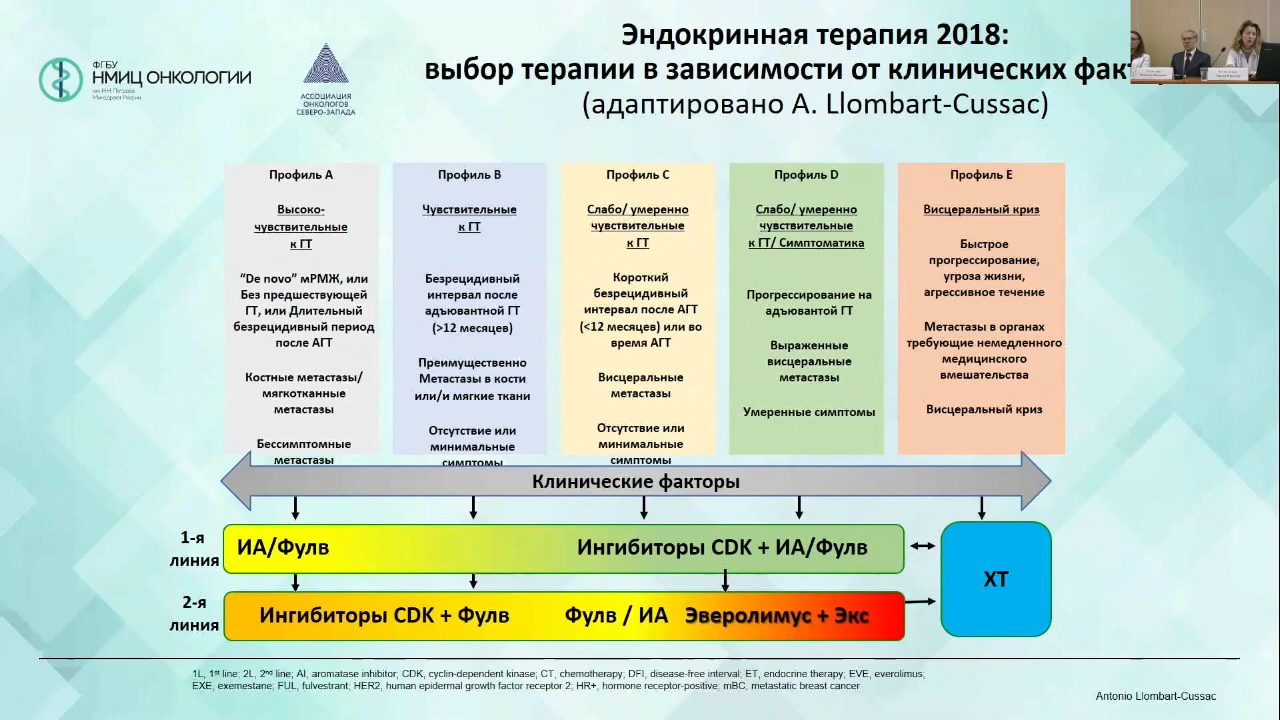 Эндокринная терапия 2018:
выбор терапии в зависимости от клинических фак
(адаптировано A. Llombart-Cussac)
ФГБУ
НМИЦ ОНКОЛОГИИ
им. Н.Н. Петрова
Минздрава России
АССОЦИАЦИЯ
ОНКОЛОГОВ
СЕВЕРО-ЗАПАДА
Профиль A
Высоко-
чувствительные
к ГТ
“De novo” мРМЖ, или
Без предшествующей
ГТ, или Длительный
безрецидивный период
после АГТ
Костные метастазы/
мягкотканные
метастазы
Бессимптомные
метастазы
Профиль B
Чувствительные
к ГТ
Безрецидивный
интервал после
адъювантной ГТ
(>12 месяцев)
Преимущественно
Метастазы в кости
или/и мягкие ткани
Отсутствие или
минимальные
симптомы
Профиль C
Слабо/ умеренно
чувствительные
к ГТ
Короткий
безрецидивный
интервал после АГТ
(<12 месяцев) или во
время АГТ
Висцеральные
метастазы
Отсутствие или
минимальные
симптомы
Профиль D
Слабо/ умеренно
чувствительные
к ГТ/ Симптоматика
Прогрессирование на
адъювантой ГТ
Выраженные
висцеральные
метастазы
Умеренные симптомы
Профиль E
Висцеральный криз
Быстрое
прогрессирование,
угроза жизни,
агрессивное течение
Метастазы в органах
требующие немедленного
медицинского
вмешательства
Висцеральный криз
Клинические факторы
1-я
линия
ИА/Фулв
Ингибиторы CDK + ИА/Фулв
ХТ
2-я
линия
Ингибиторы CDK + Фулв
Фулв / ИА
Эверолимус + Экс
1L, 1st line; 2L, 2nd line; AI, aromatase inhibitor; CDK, cyclin-dependent kinase; CT, chemotherapy; DFI, disease-free interval; ET, endocrine therapy; EVE, everolimus;
EXE, exemestane; FUL, fulvestrant; HER2, human epidermal growth factor receptor 2; HR+, hormone receptor-positive; mBC, metastatic breast cancer
Antonio Llombart-Cussac